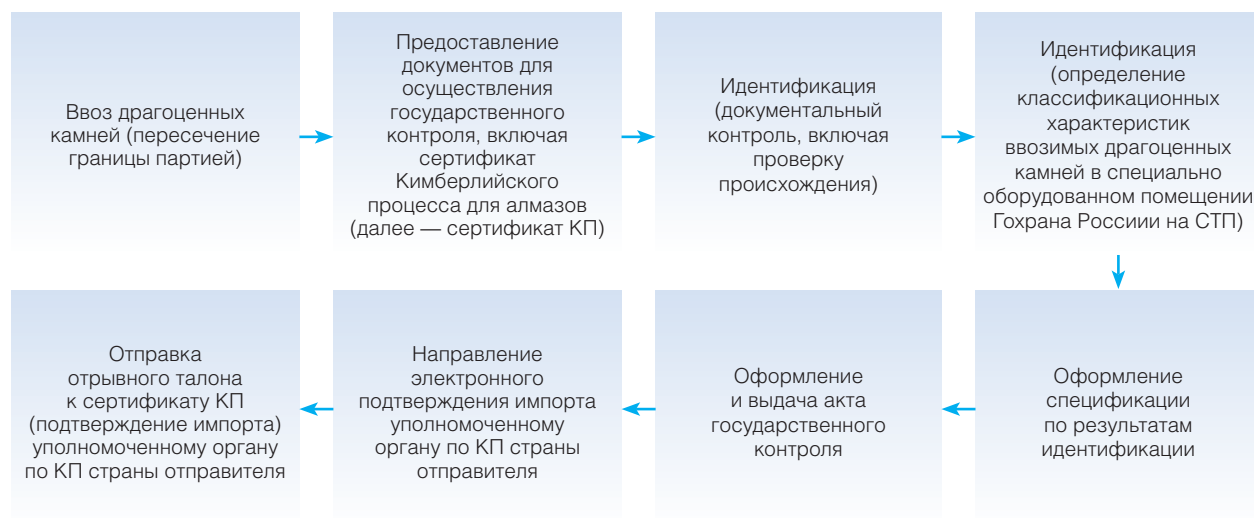 Ввоз драгоценных
камней (пересечение
границы партией)
Предоставление
документов для
осуществления
государственного
контроля, включая
сертификат
Кимберлийского
процесса для алмазов
(далее — сертификат КП)
Идентификация
(документальный
контроль, включая
проверку
происхождения)
Идентификация
(определение
классификационных
характеристик
ввозимых драгоценных
камней в специально
оборудованном помещении
Гохрана Россиии на СТП)
Оформление
спецификации
по результатам
идентификации
Оформление
и выдача акта
государственного
контроля
Направление
электронного
подтверждения импорта
уполномоченному
органу по КП страны
отправителя
Отправка
отрывного талона
к сертификату КП
(подтверждение импорта)
уполномоченному органу
по КП страны отправителя